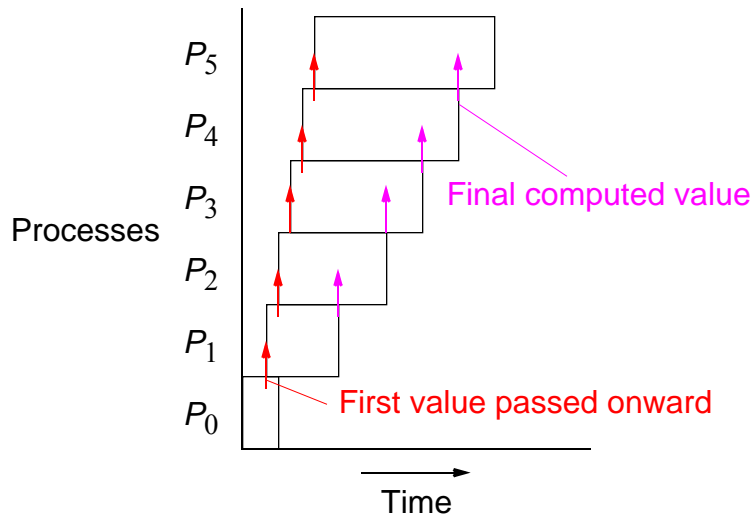 P5
P4
Final computed value
P3
Processes
P2
P1
First value passed onward
P0
Time